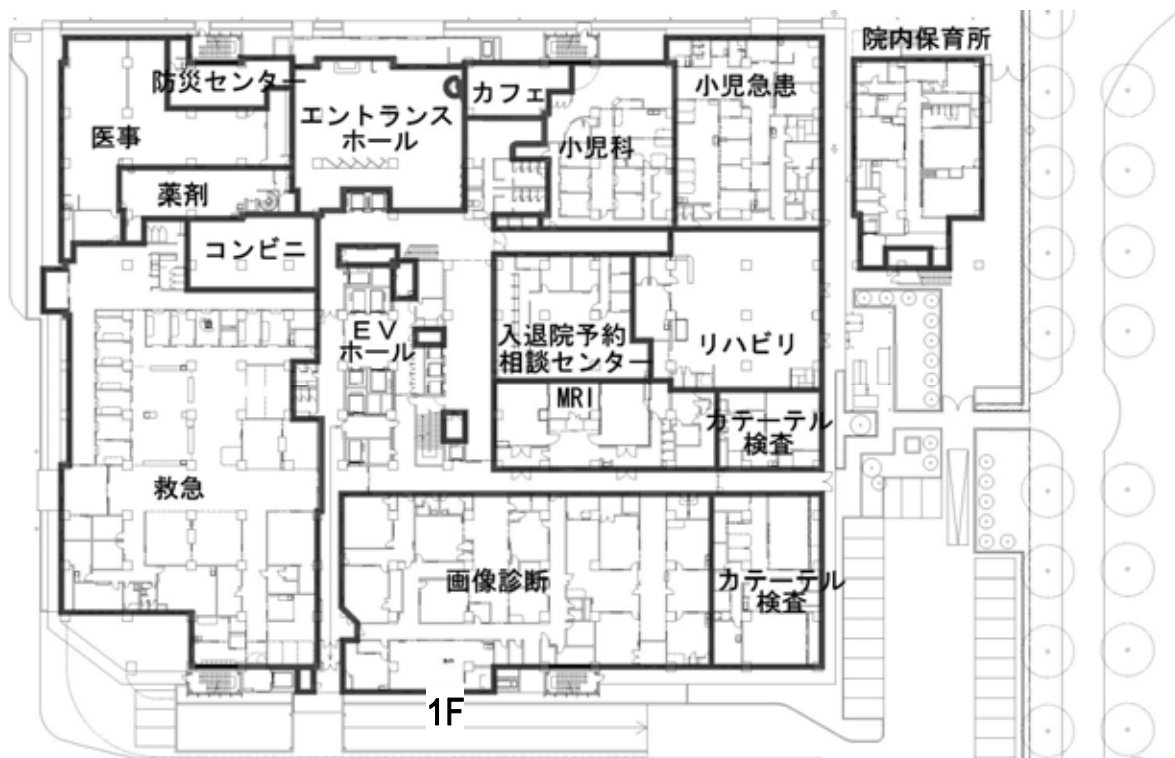 院内保育所
防災センター
カフェ
小児急患
エントランス
ホール
医事
小児科
薬剤
コンビニ
EV
ホール
入退院予約
相談センター
リハビリ
MRI
カテーテル
検査
救急
画像診断
カテーテル
検査
1F